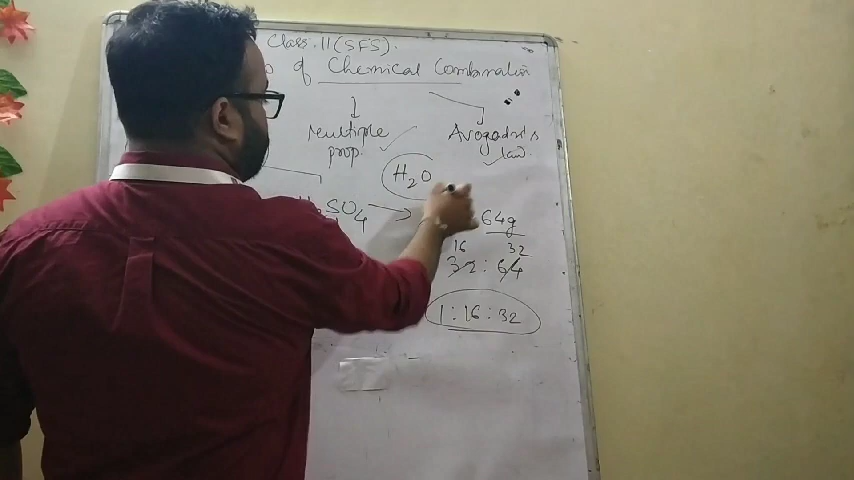 Class. 11 (SFS).
of Chemical Combination
Multiple prop.
Avogadro's law.
H2O
SO4 →
64g
16 32
32 : 64
1 : 16 : 32